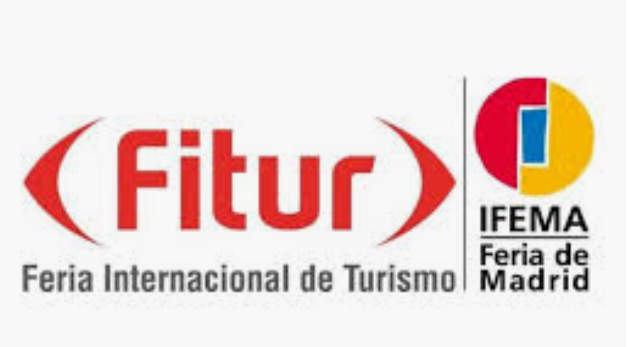 Fitur
Feria Internacional de Turismo
IFEMA
Feria de
Madrid